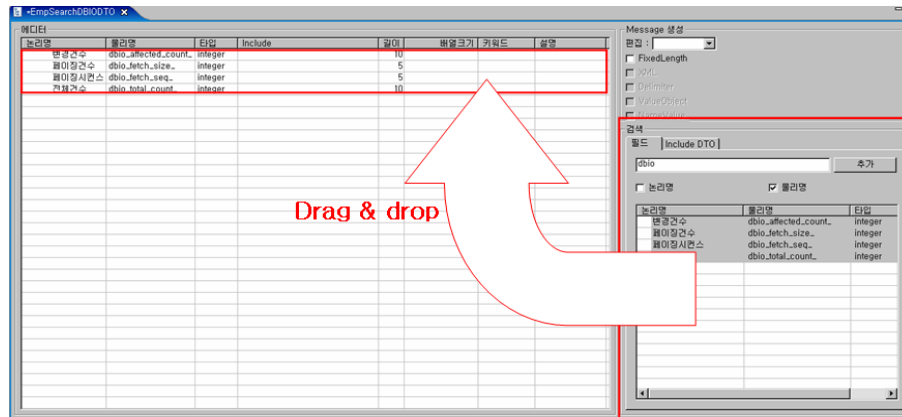 *EmpSearchDBIODTO
에디터
논리명 물리명 타입 Include 길이 배열크기 키워드 설명
변경건수 dbio_affected_count_ integer 10
페이징건수 dbio_fetch_size_ integer 5
페이징시컨스 dbio_fetch_seq_ integer 5
전체건수 dbio_total_count_ integer 10
Drag & drop
Message 생성
편집 :
FixedLength
XML
Delimiter
ValueObject
NameValue
검색
필드 Include DTO
dbio 추가
논리명 물리명
논리명 물리명 타입
변경건수 dbio_affected_count_ integer
페이징건수 dbio_fetch_size_ integer
페이징시컨스 dbio_fetch_seq_ integer
dbio_total_count_ integer